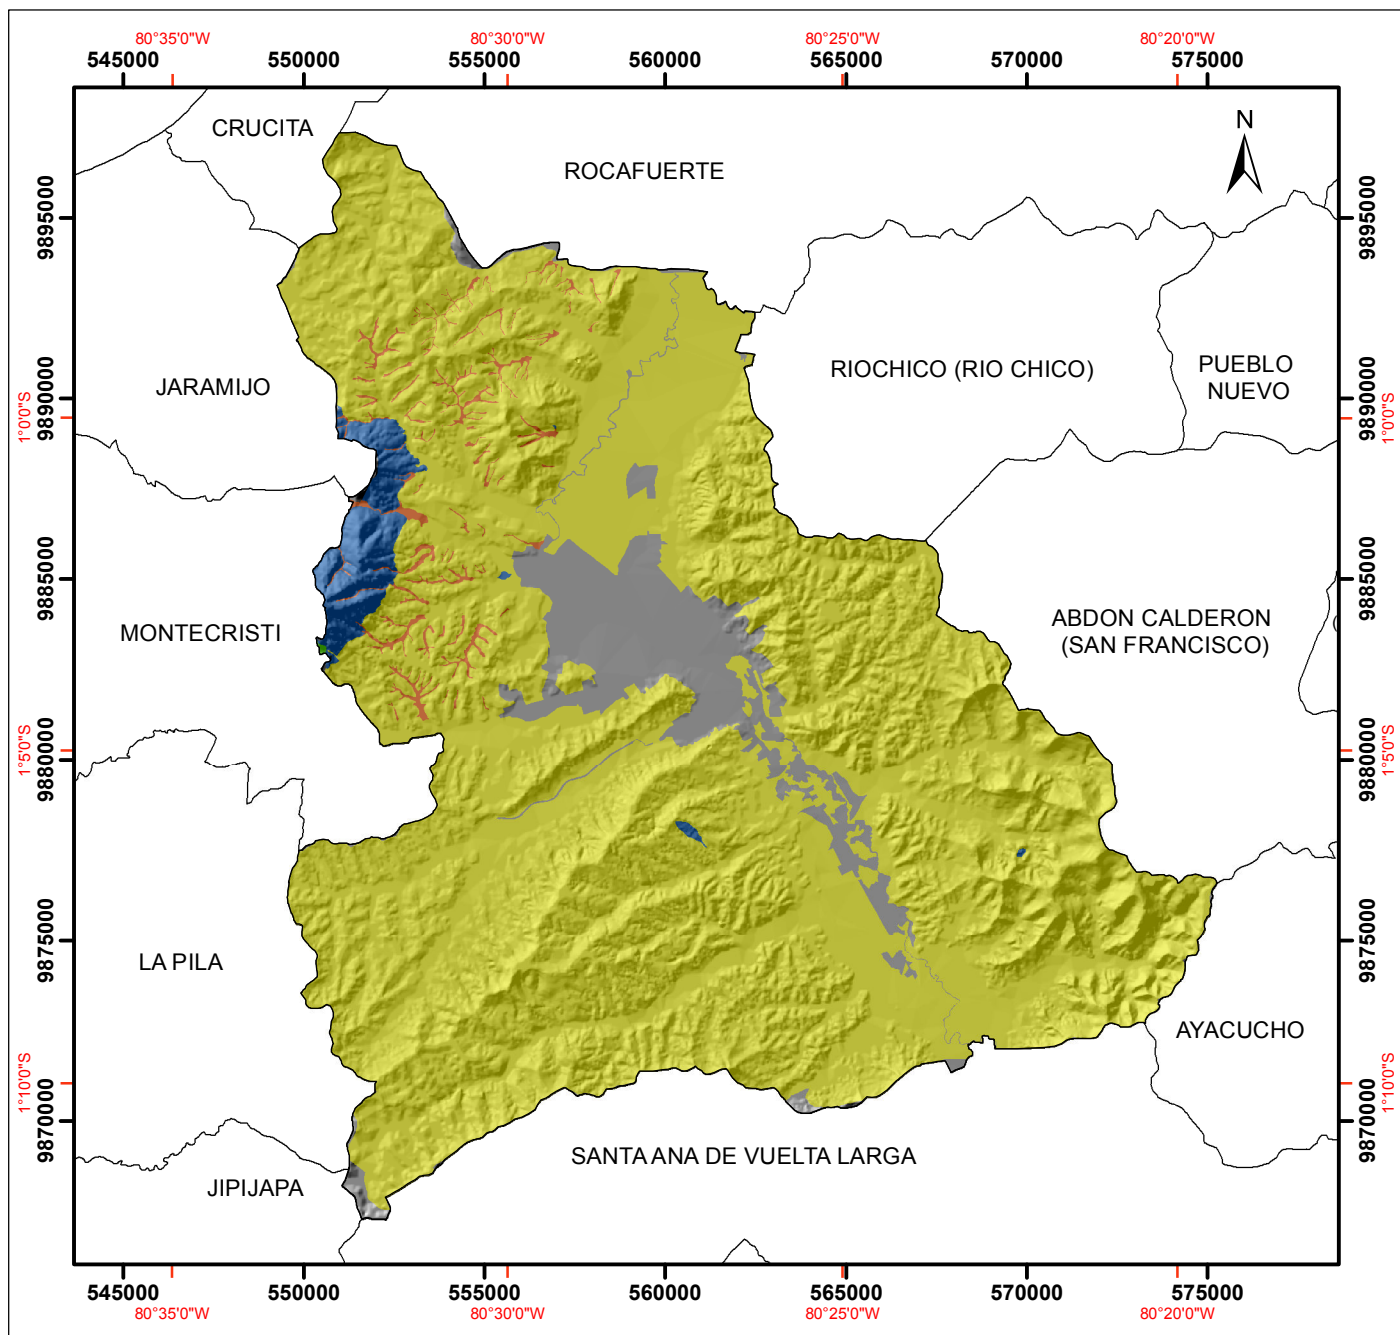 80°35'0"W 80°30'0"W 80°25'0"W 80°20'0"W
545000 550000 555000 560000 565000 570000 575000
N
CRUCITA
ROCAFUERTE
9895000 9895000
RIOCHICO (RIO CHICO)
PUEBLO
NUEVO
JARAMIJO
9890000 9890000
1°0'0"S 1°0'0"S
9885000 9885000
MONTECRISTI
ABDON CALDERON
(SAN FRANCISCO)
1°5'0"S 1°5'0"S
9880000 9880000
9875000 9875000
LA PILA
AYACUCHO
1°10'0"S 1°10'0"S
9870000 9870000
SANTA ANA DE VUELTA LARGA
JIPIJAPA
545000 550000 555000 560000 565000 570000 575000
80°35'0"W 80°30'0"W 80°25'0"W 80°20'0"W